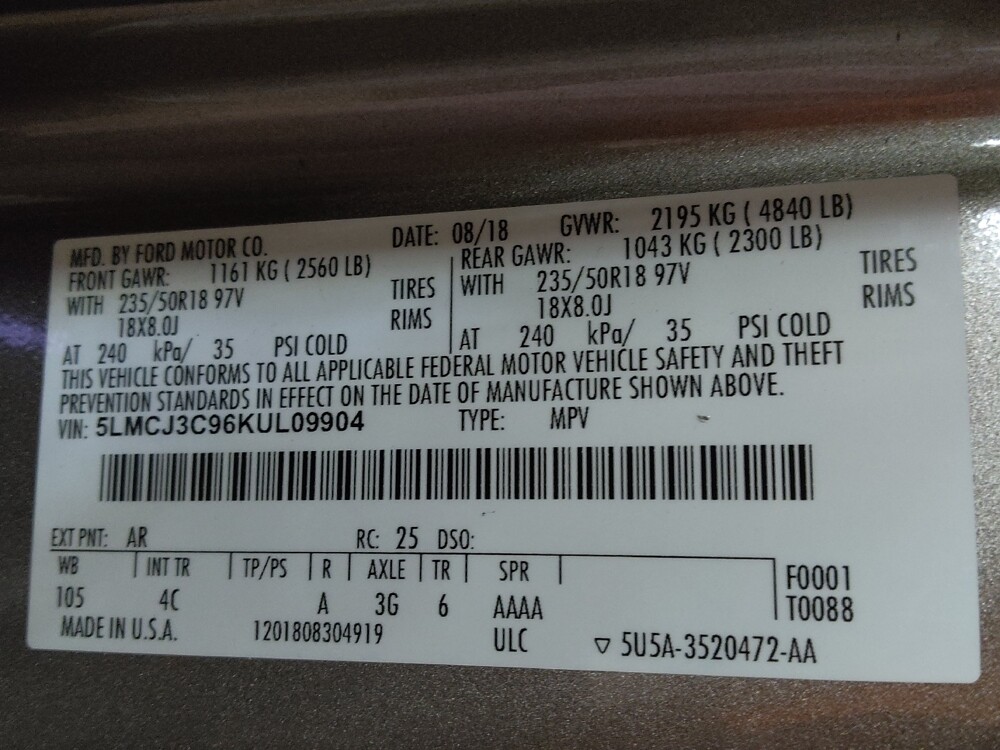 MFD. BY FORD MOTOR CO. DATE: 08/18 GVWR: 2195 KG ( 4840 LB)
FRONT GAWR: 1161 KG ( 2560 LB) REAR GAWR: 1043 KG ( 2300 LB)
WITH 235/50R18 97V TIRES WITH 235/50R18 97V TIRES
18X8.0J RIMS 18X8.0J RIMS
AT 240 kPa/ 35 PSI COLD AT 240 kPa/ 35 PSI COLD
THIS VEHICLE CONFORMS TO ALL APPLICABLE FEDERAL MOTOR VEHICLE SAFETY AND THEFT
PREVENTION STANDARDS IN EFFECT ON THE DATE OF MANUFACTURE SHOWN ABOVE.
VIN: 5LMCJ3C96KUL09904 TYPE: MPV
EXT PNT: AR RC: 25 DSO:
WB INT TR TP/PS R AXLE TR SPR F0001
105 4C A 3G 6 AAAA T0088
MADE IN U.S.A. 1201808304919 ULC ▽ 5U5A-3520472-AA